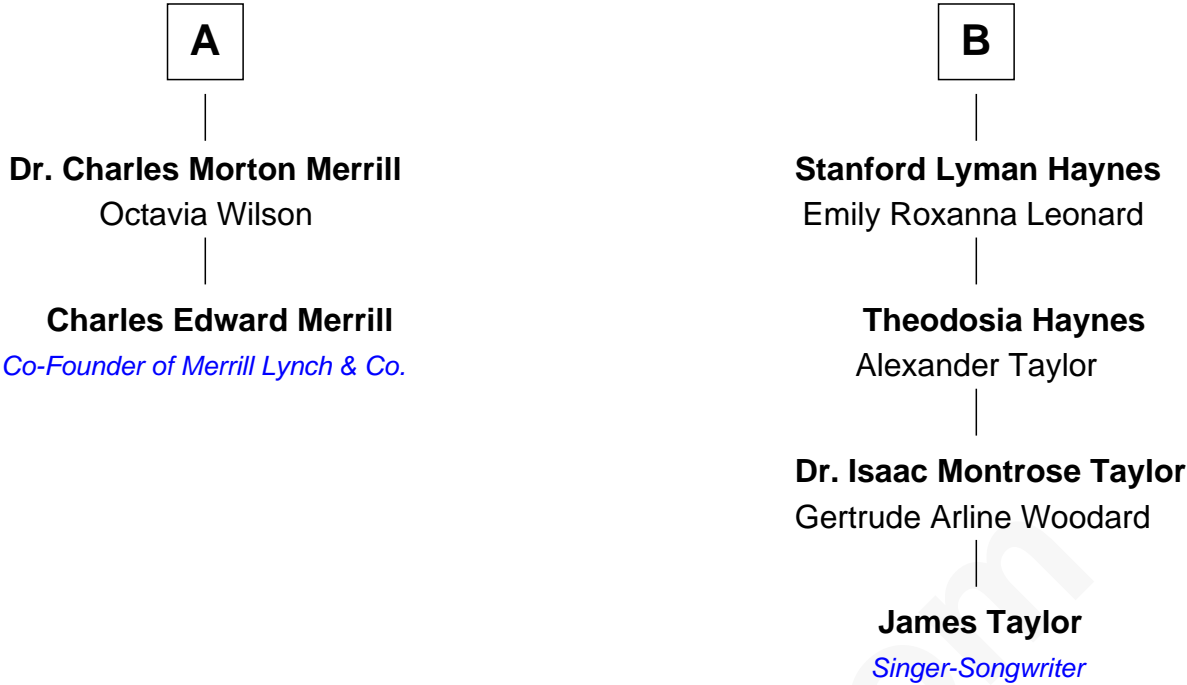 A
Dr. Charles Morton Merrill
Octavia Wilson
Charles Edward Merrill
Co-Founder of Merrill Lynch & Co.
B
Stanford Lyman Haynes
Emily Roxanna Leonard
Theodosia Haynes
Alexander Taylor
Dr. Isaac Montrose Taylor
Gertrude Arline Woodard
James Taylor
Singer-Songwriter